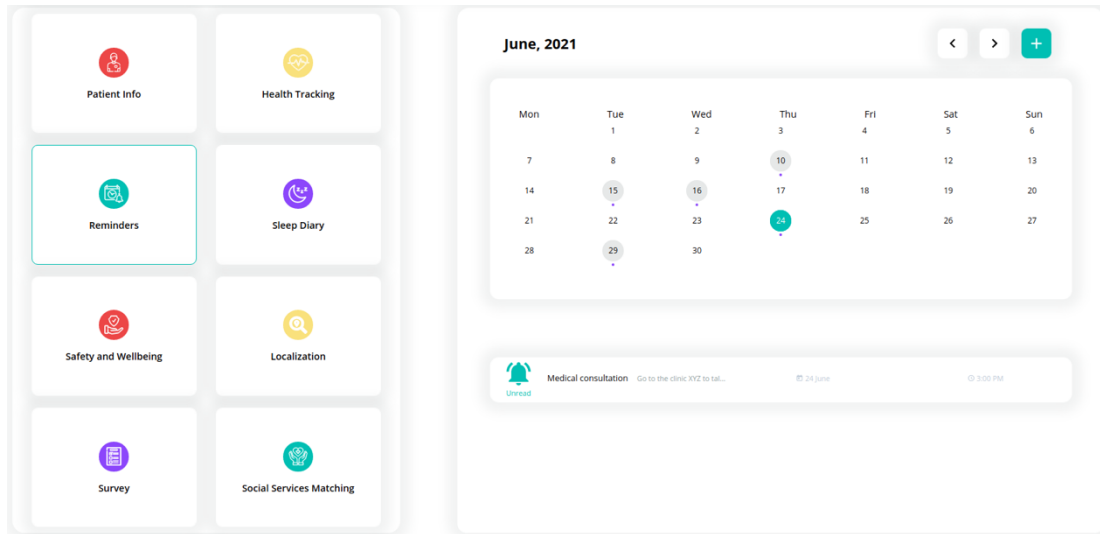 Patient Info
Health Tracking
Reminders
Sleep Diary
Safety and Wellbeing
Localization
Survey
Social Services Matching
June, 2021
Mon Tue Wed Thu Fri Sat Sun
1 2 3 4 5 6
7 8 9 10 11 12 13
14 15 16 17 18 19 20
21 22 23 24 25 26 27
28 29 30
Medical consultation Go to the clinic XYZ to tal... 24 June 5:00 PM
Unread